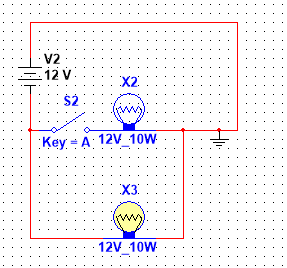 V2
12 V
S2
Key = A
X2
12V_10W
X3
12V_10W